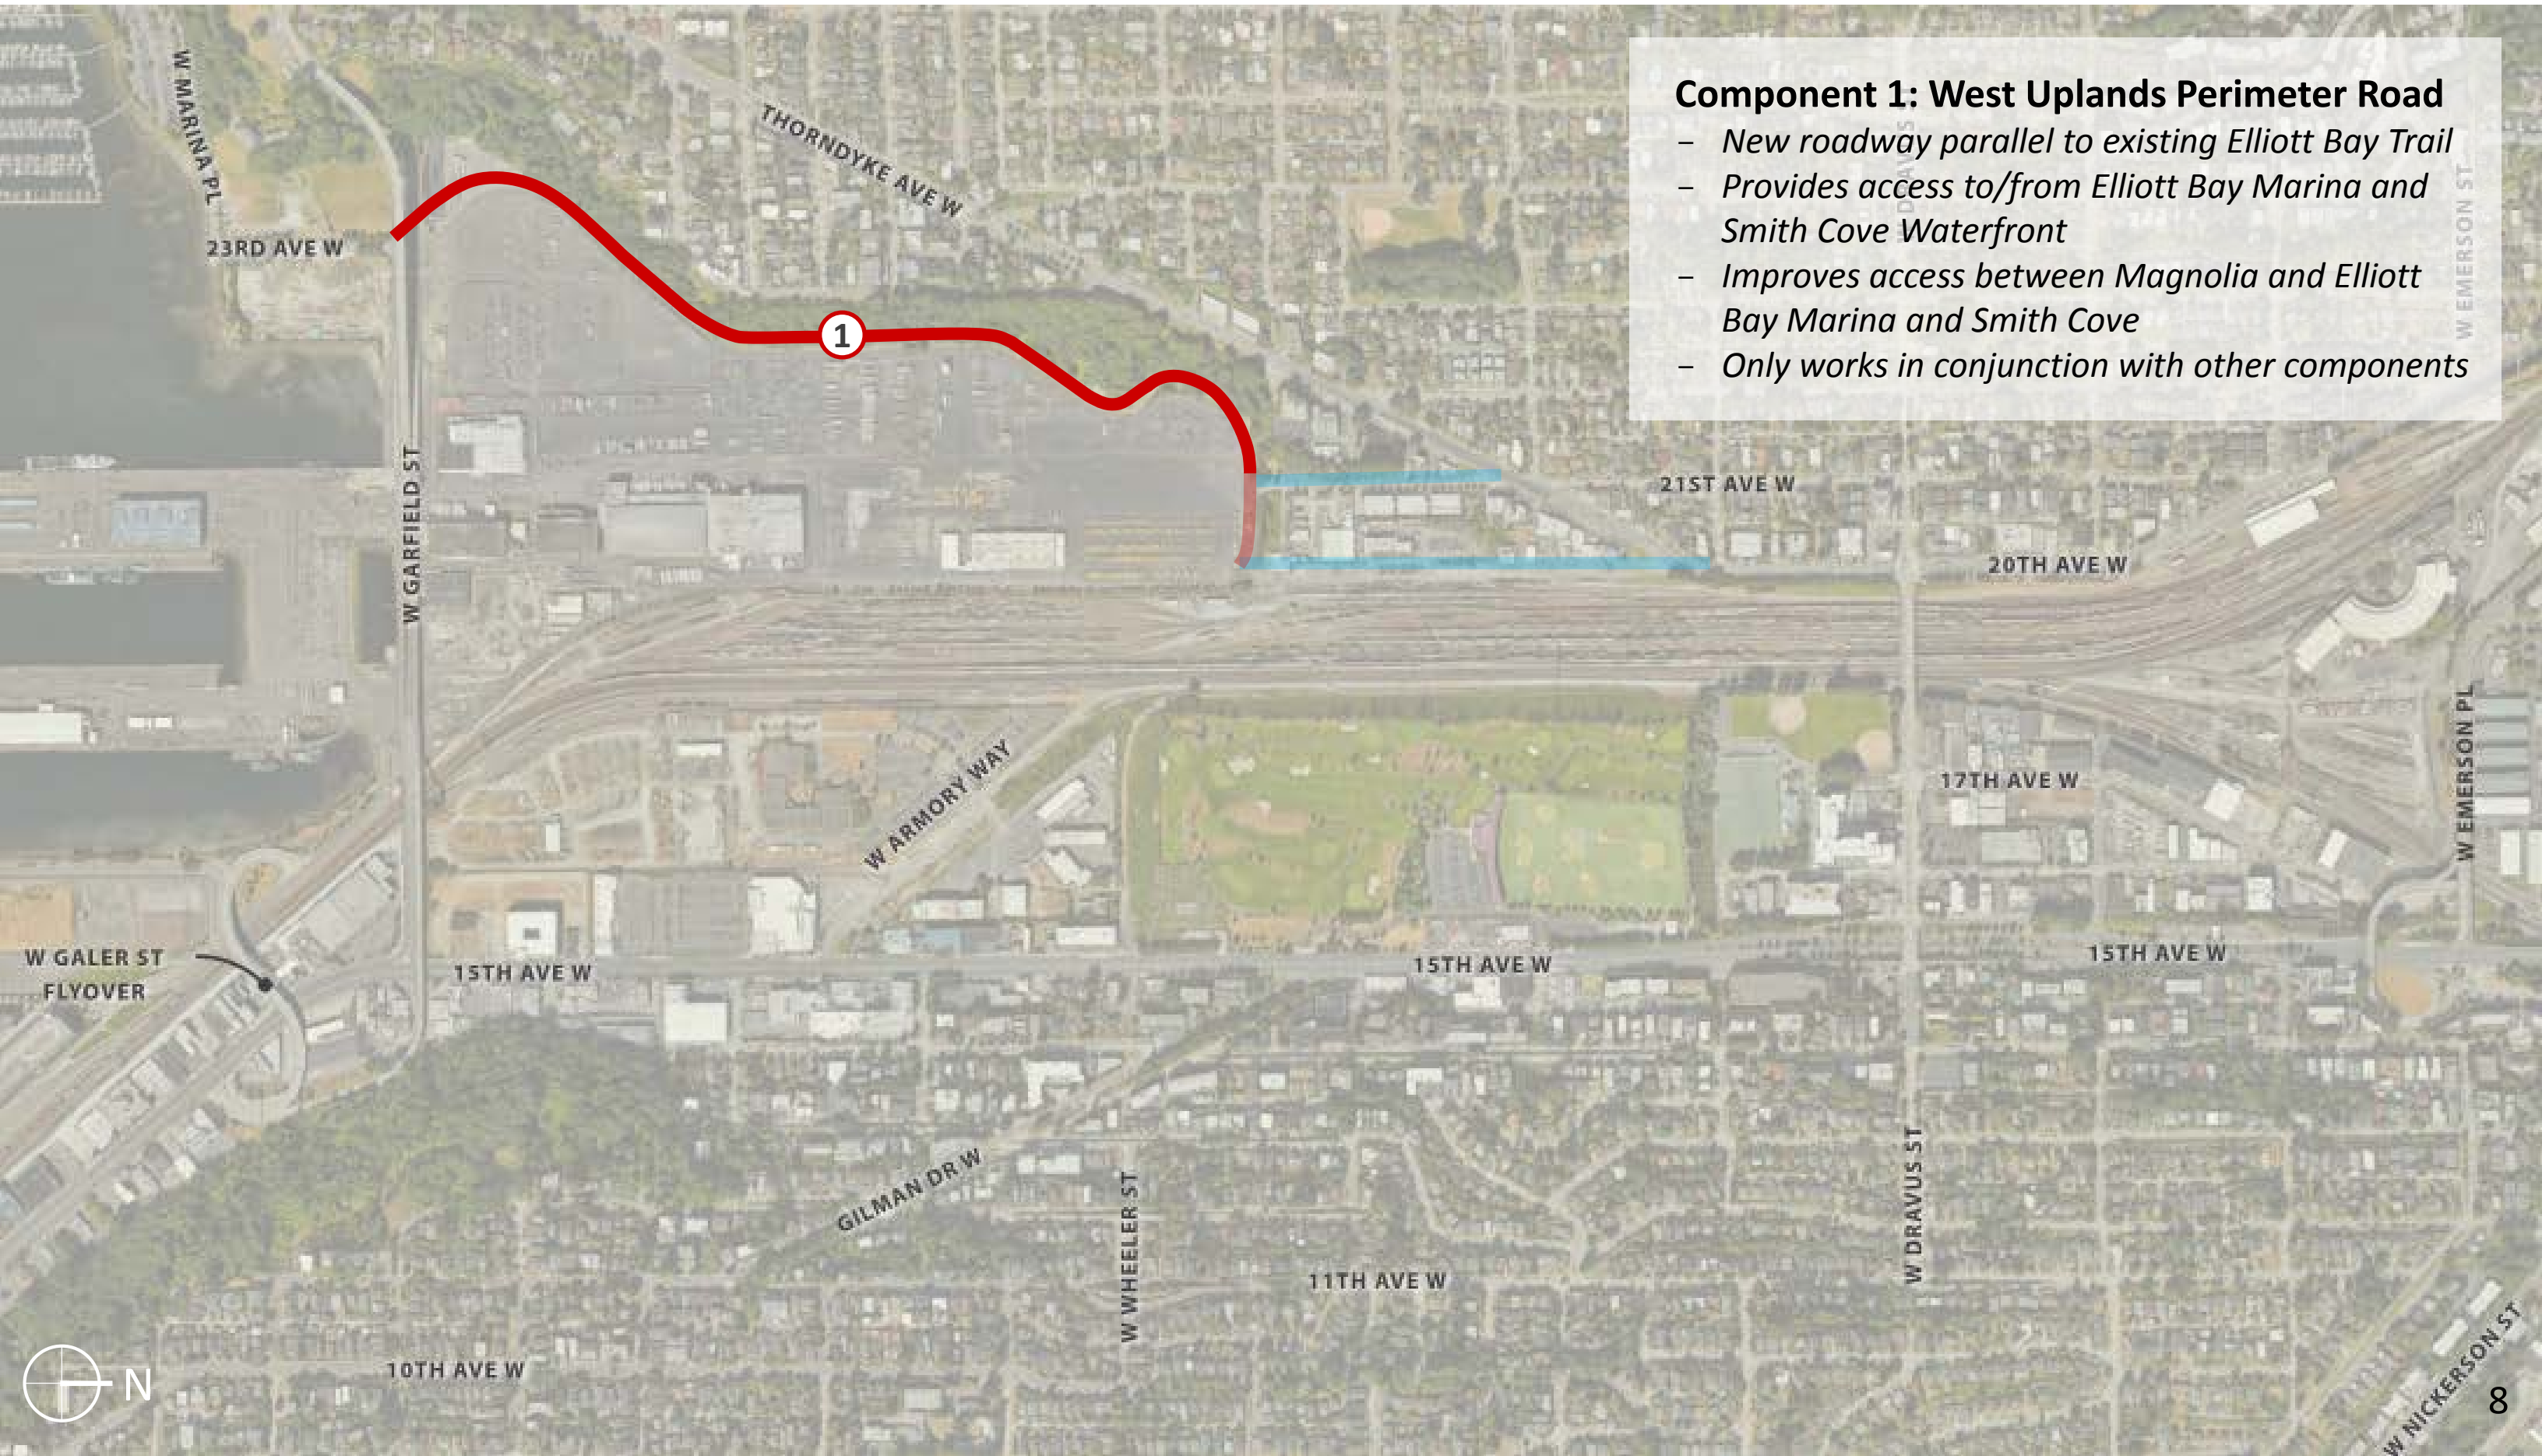 Component 1: West Uplands Perimeter Road
– New roadway parallel to existing Elliott Bay Trail
– Provides access to/from Elliott Bay Marina and
Smith Cove Waterfront
– Improves access between Magnolia and Elliott
Bay Marina and Smith Cove
– Only works in conjunction with other components
W MARINA PL
THORNDYKE AVE W
W DRAVUS ST
W EMERSON ST
23RD AVE W
1
W GARFIELD ST
21ST AVE W
20TH AVE W
W ARMORY WAY
17TH AVE W
W EMERSON PL
W GALER ST
FLYOVER
15TH AVE W
15TH AVE W
15TH AVE W
GILMAN DR W
W WHEELER ST
W DRAVUS ST
11TH AVE W
10TH AVE W
W NICKERSON ST
N
8